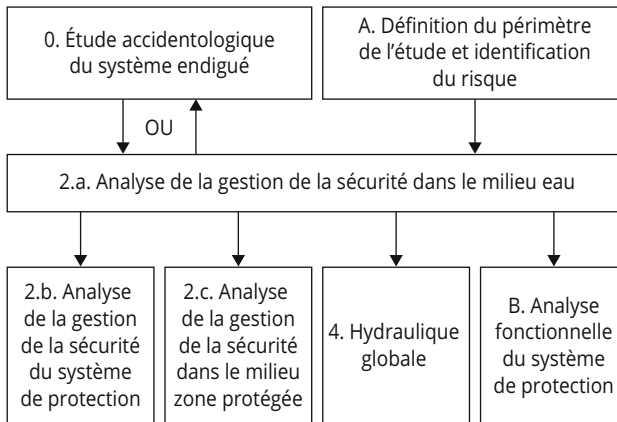 0. Étude accidentologique
du système endigué
A. Définition du périmètre
de l’étude et identification
du risque
OU
2.a. Analyse de la gestion de la sécurité dans le milieu eau
2.b. Analyse
de la gestion
de la sécurité
du système
de protection
2.c. Analyse
de la gestion
de la sécurité
dans le milieu
zone protégée
4. Hydraulique
globale
B. Analyse
fonctionnelle
du système
de protection